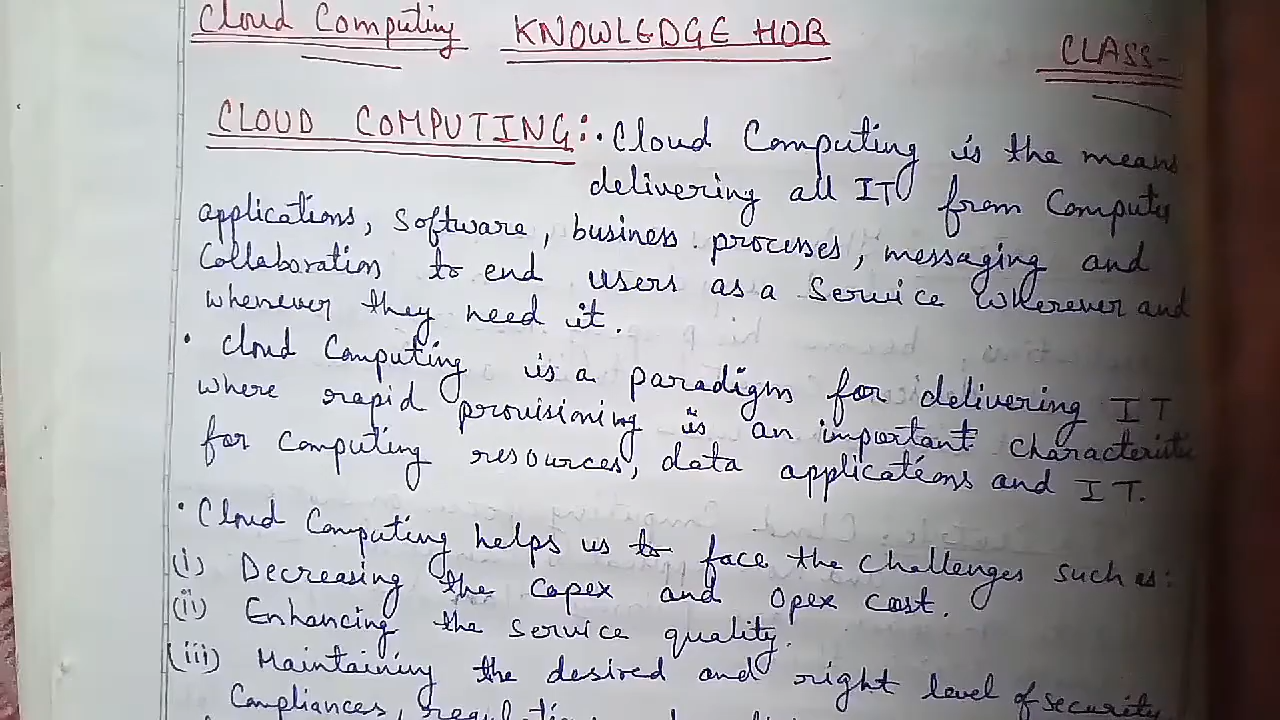 Cloud Computing KNOWLEDGE HOB CLASS-
CLOUD COMPUTING:• Cloud Computing is the means
delivering all IT from Compute
applications, Software, business processes, messaging and
Collaboration to end users as a Service Wherever and
whenever they need it.
• Cloud Computing is a paradigm for delivering IT
where rapid provisioning is an important characteristic
for Computing resources, data applications and IT.
• Cloud Computing helps us to face the Challenges such as:
(i) Decreasing the Capex and Opex Cost.
(ii) Enhancing the Service quality.
(iii) Maintaining the desired and right level of security
Compliances,